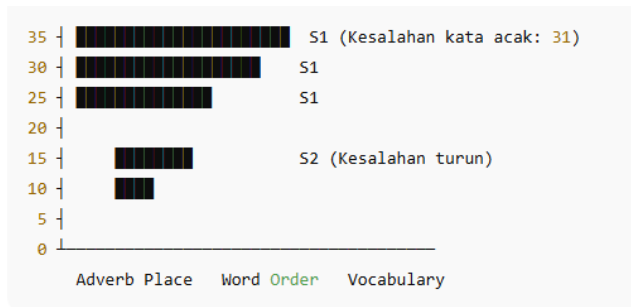 35 ┤ █████████████████████ S1 (Kesalahan kata acak: 31)
30 ┤ ███████████████████ S1
25 ┤ ██████████████ S1
20 ┤
15 ┤ ████████ S2 (Kesalahan turun)
10 ┤ ████
5 ┤
0 ┴──────────────────────────────────────
Adverb Place Word Order Vocabulary